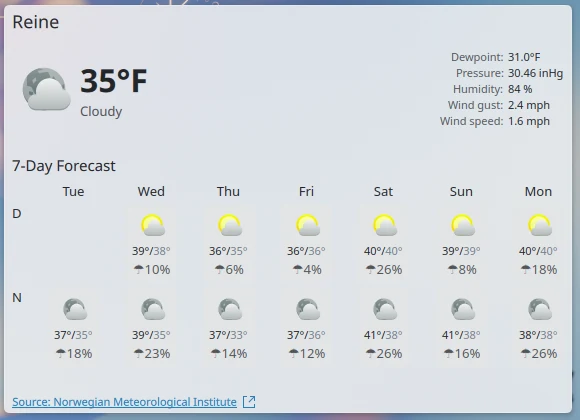 Reine
35°F
Cloudy
Dewpoint: 31.0°F
Pressure: 30.46 inHg
Humidity: 84 %
Wind gust: 2.4 mph
Wind speed: 1.6 mph
7-Day Forecast
Tue Wed Thu Fri Sat Sun Mon
D
39°/38° 36°/35° 36°/36° 40°/40° 39°/39° 40°/40°
☂10% ☂6% ☂4% ☂26% ☂8% ☂18%
N
37°/35° 39°/35° 37°/33° 37°/36° 41°/38° 41°/38° 38°/38°
☂18% ☂23% ☂14% ☂12% ☂26% ☂16% ☂26%
Source: Norwegian Meteorological Institute